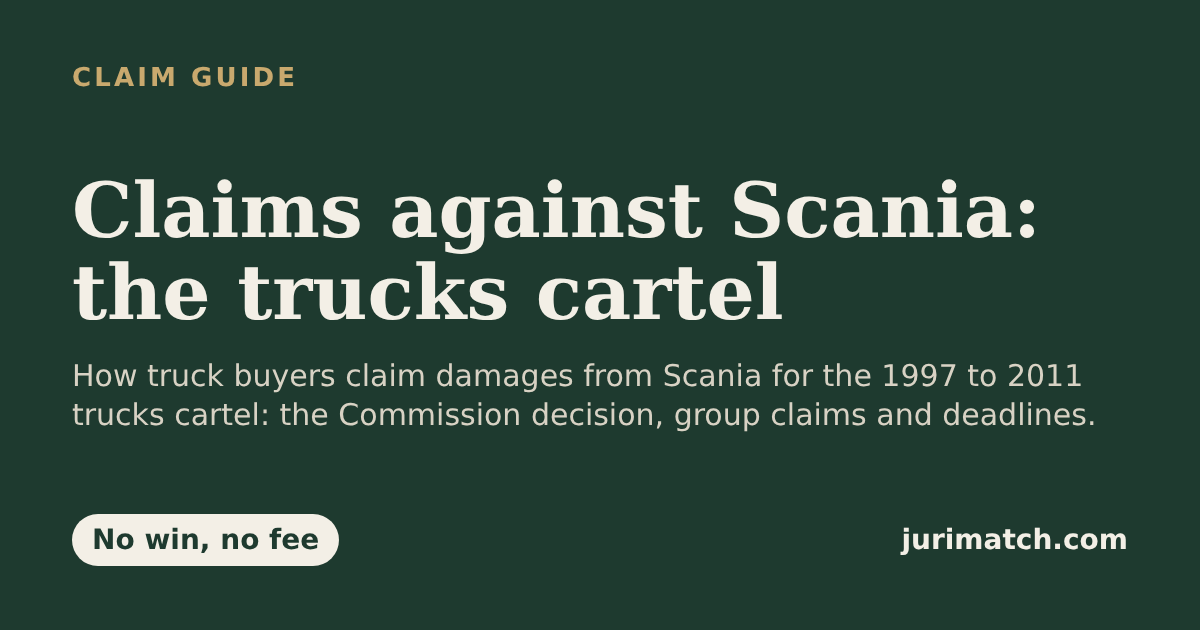 CLAIM GUIDE
Claims against Scania:
the trucks cartel
How truck buyers claim damages from Scania for the 1997 to 2011
trucks cartel: the Commission decision, group claims and deadlines.
No win, no fee
jurimatch.com